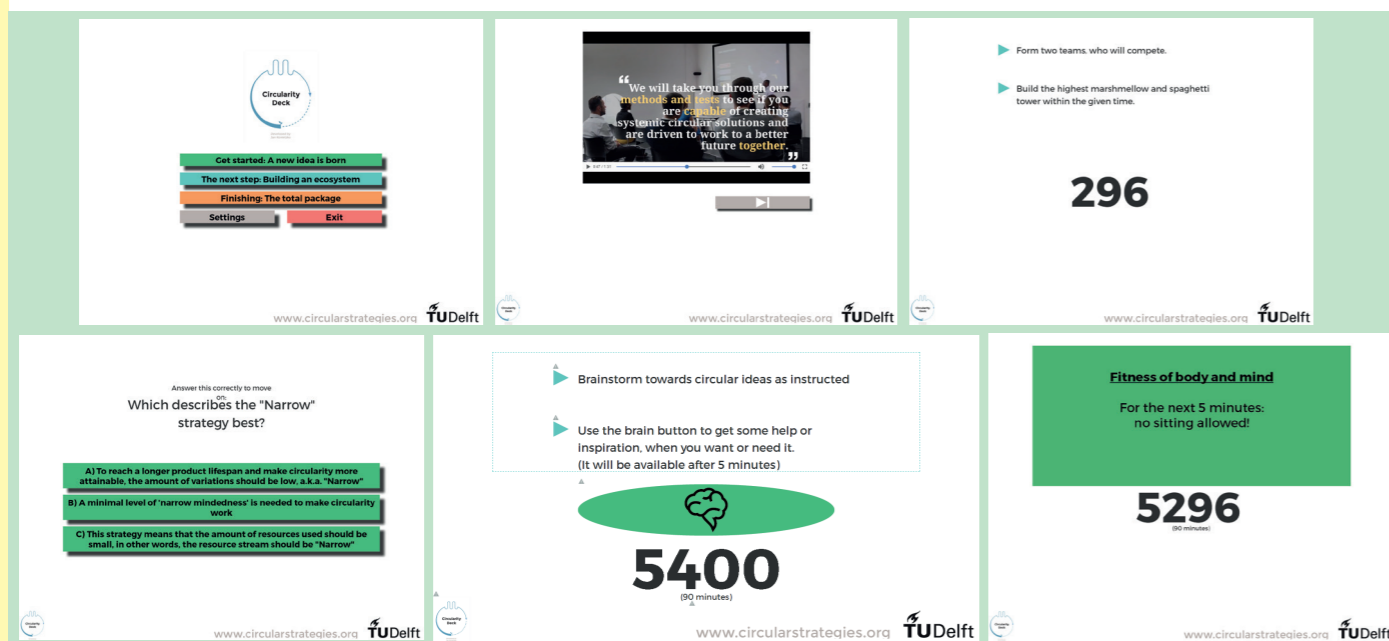 Circularity
Deck
Get started: A new idea is born
The next step: Building an ecosystem
Finishing: The total package
Settings
Exit
www.circularstrategies.org
TUDelft
“We will take you through our
methods and tests to see if you
are capable of creating
systemic circular solutions and
are driven to work to a better
future together.
”
www.circularstrategies.org
TUDelft
Form two teams, who will compete.
Build the highest marshmellow and spaghetti
tower within the given time.
296
www.circularstrategies.org
TUDelft
Answer this correctly to move
on:
Which describes the "Narrow"
strategy best?
A) To reach a longer product lifespan and make circularity more
attainable, the amount of variations should be low, a.k.a. "Narrow"
B) A minimal level of 'narrow mindedness' is needed to make circularity
work
C) This strategy means that the amount of resources used should be
small, in other words, the resource stream should be "Narrow"
www.circularstrategies.org
TUDelft
Brainstorm towards circular ideas as instructed
Use the brain button to get some help or
inspiration, when you want or need it.
(It will be available after 5 minutes)
5400
(90 minutes)
Circularity
Deck
www.circularstrategies.org
TUDelft
Fitness of body and mind
For the next 5 minutes:
no sitting allowed!
5296
(90 minutes)
www.circularstrategies.org
TUDelft